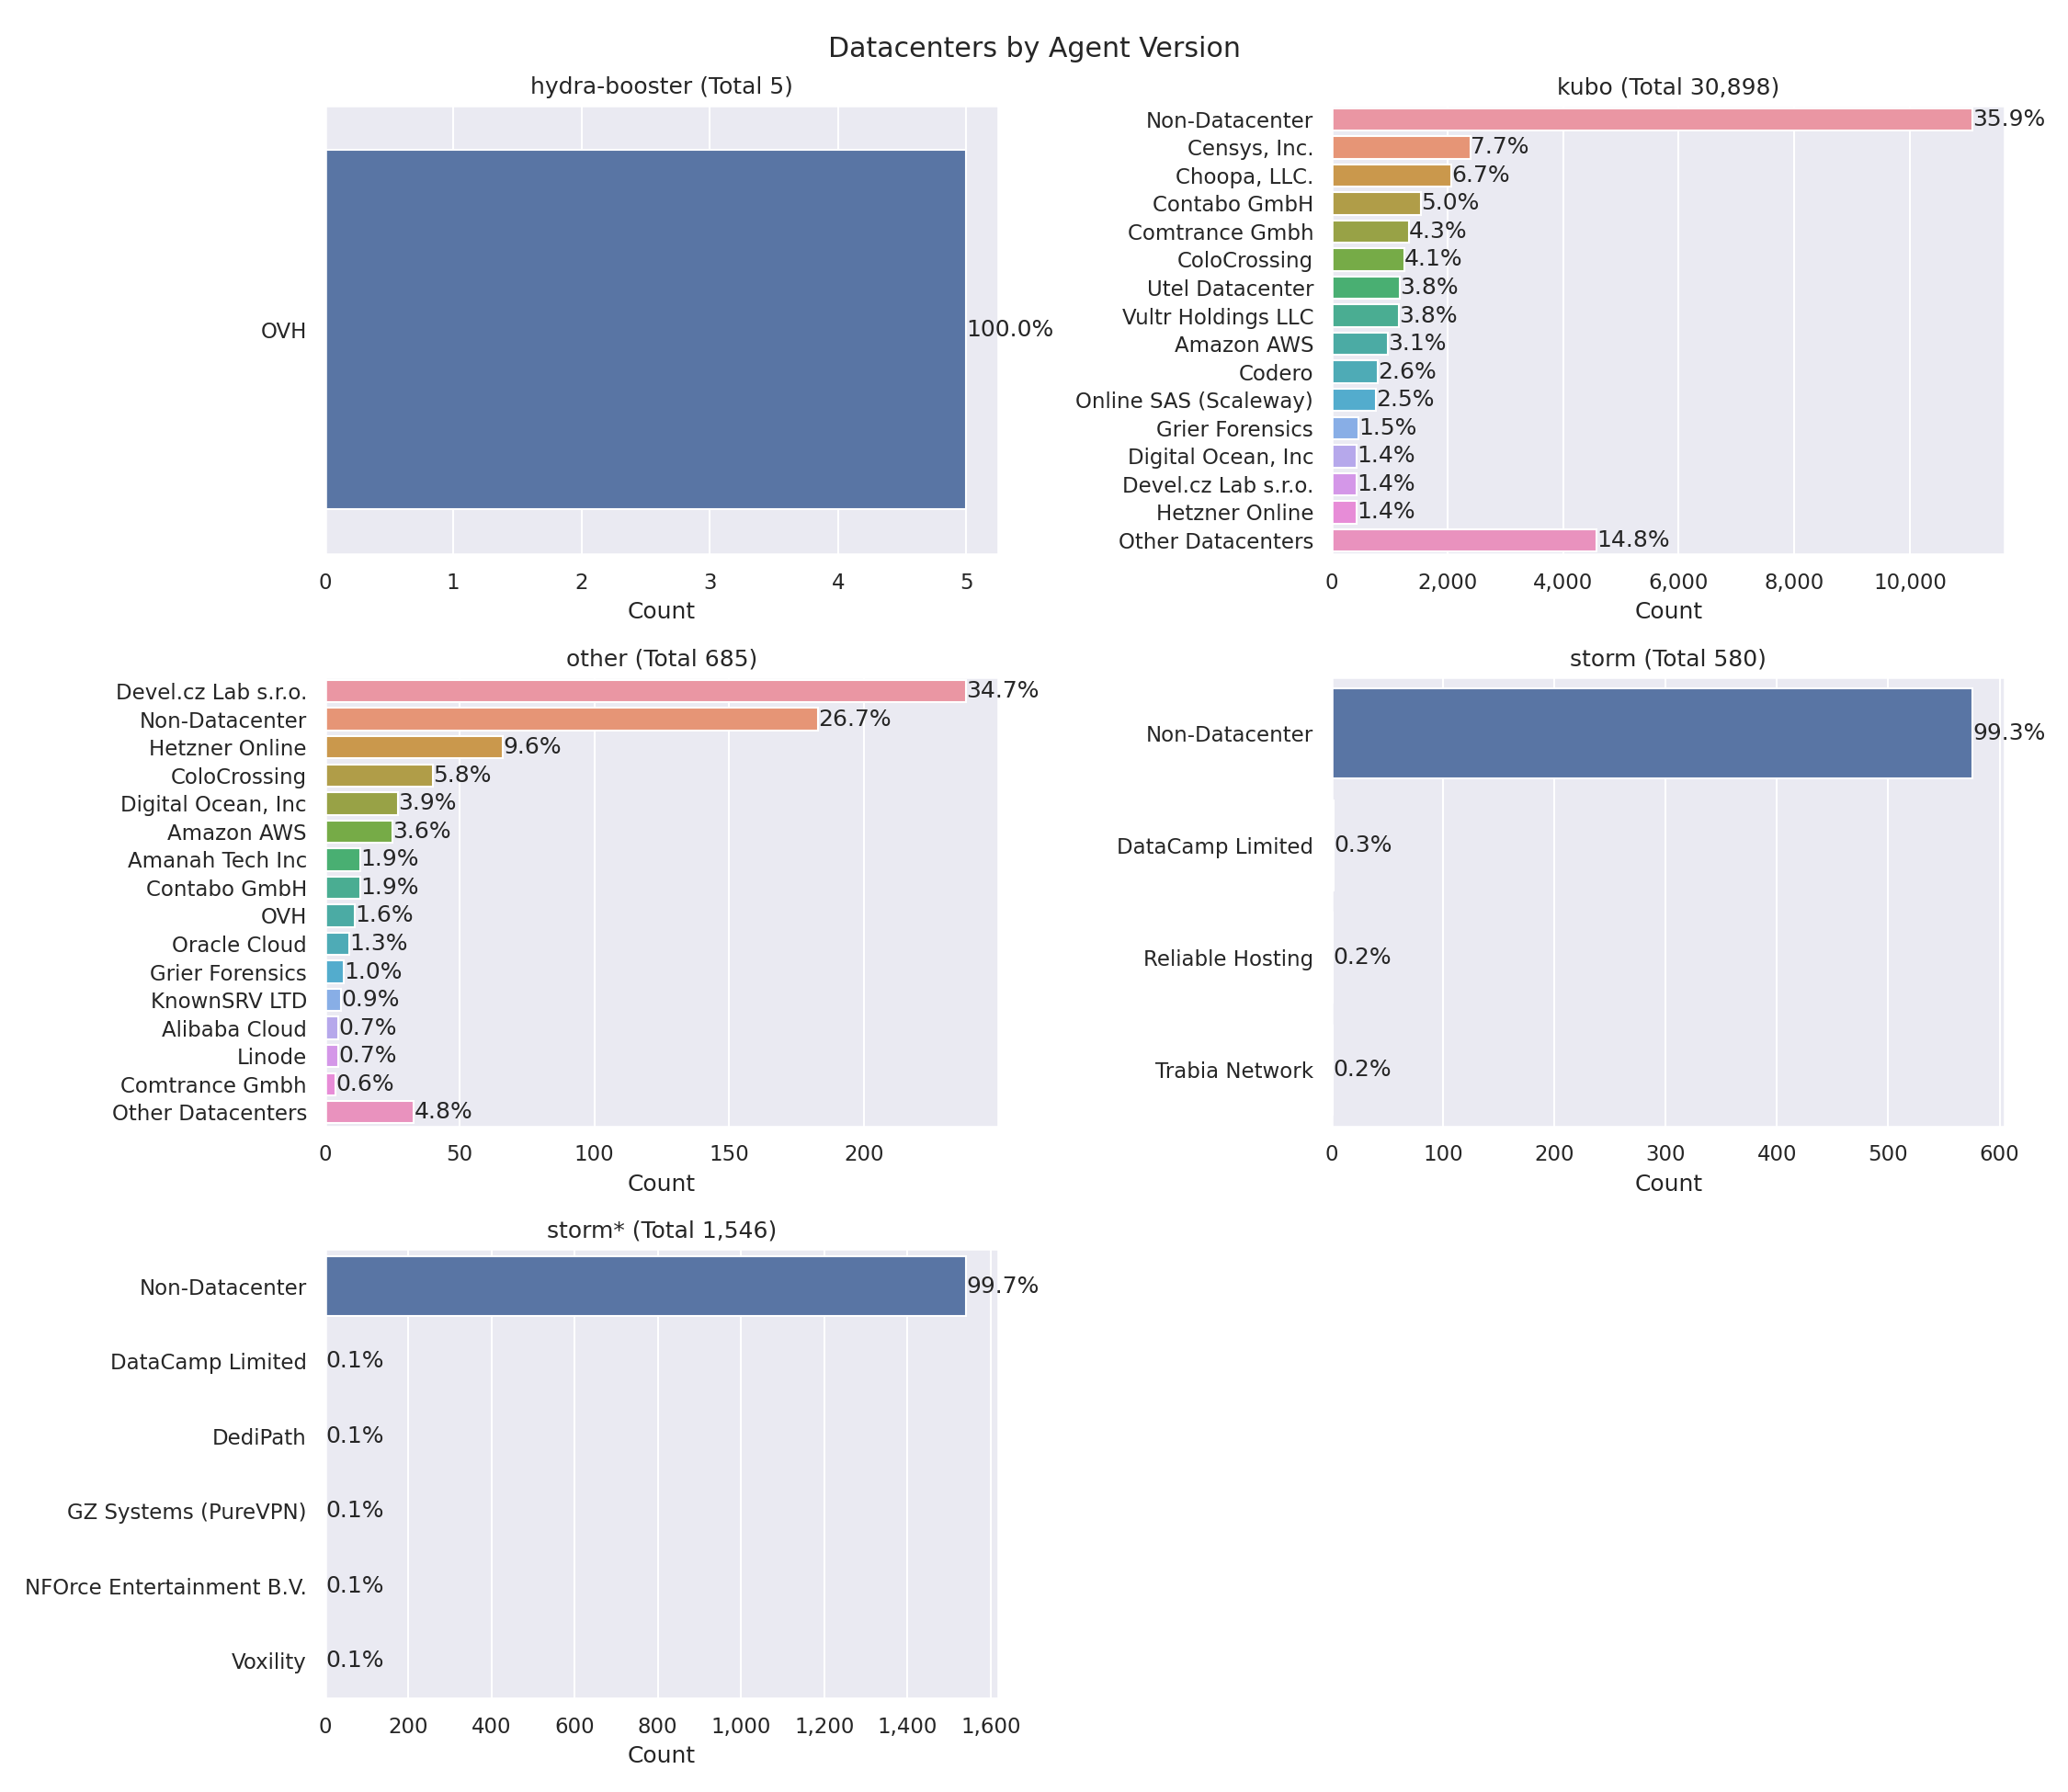 Datacenters by Agent Version
hydra-booster (Total 5)
OVH
100.0%
0 1 2 3 4 5
Count
kubo (Total 30,898)
Non-Datacenter 35.9%
Censys, Inc. 7.7%
Choopa, LLC. 6.7%
Contabo GmbH 5.0%
Comtrance Gmbh 4.3%
ColoCrossing 4.1%
Utel Datacenter 3.8%
Vultr Holdings LLC 3.8%
Amazon AWS 3.1%
Codero 2.6%
Online SAS (Scaleway) 2.5%
Grier Forensics 1.5%
Digital Ocean, Inc 1.4%
Devel.cz Lab s.r.o. 1.4%
Hetzner Online 1.4%
Other Datacenters 14.8%
0 2,000 4,000 6,000 8,000 10,000
Count
other (Total 685)
Devel.cz Lab s.r.o. 34.7%
Non-Datacenter 26.7%
Hetzner Online 9.6%
ColoCrossing 5.8%
Digital Ocean, Inc 3.9%
Amazon AWS 3.6%
Amanah Tech Inc 1.9%
Contabo GmbH 1.9%
OVH 1.6%
Oracle Cloud 1.3%
Grier Forensics 1.0%
KnownSRV LTD 0.9%
Alibaba Cloud 0.7%
Linode 0.7%
Comtrance Gmbh 0.6%
Other Datacenters 4.8%
0 50 100 150 200
Count
storm (Total 580)
Non-Datacenter 99.3%
DataCamp Limited 0.3%
Reliable Hosting 0.2%
Trabia Network 0.2%
0 100 200 300 400 500 600
Count
storm* (Total 1,546)
Non-Datacenter 99.7%
DataCamp Limited 0.1%
DediPath 0.1%
GZ Systems (PureVPN) 0.1%
NFOrce Entertainment B.V. 0.1%
Voxility 0.1%
0 200 400 600 800 1,000 1,200 1,400 1,600
Count